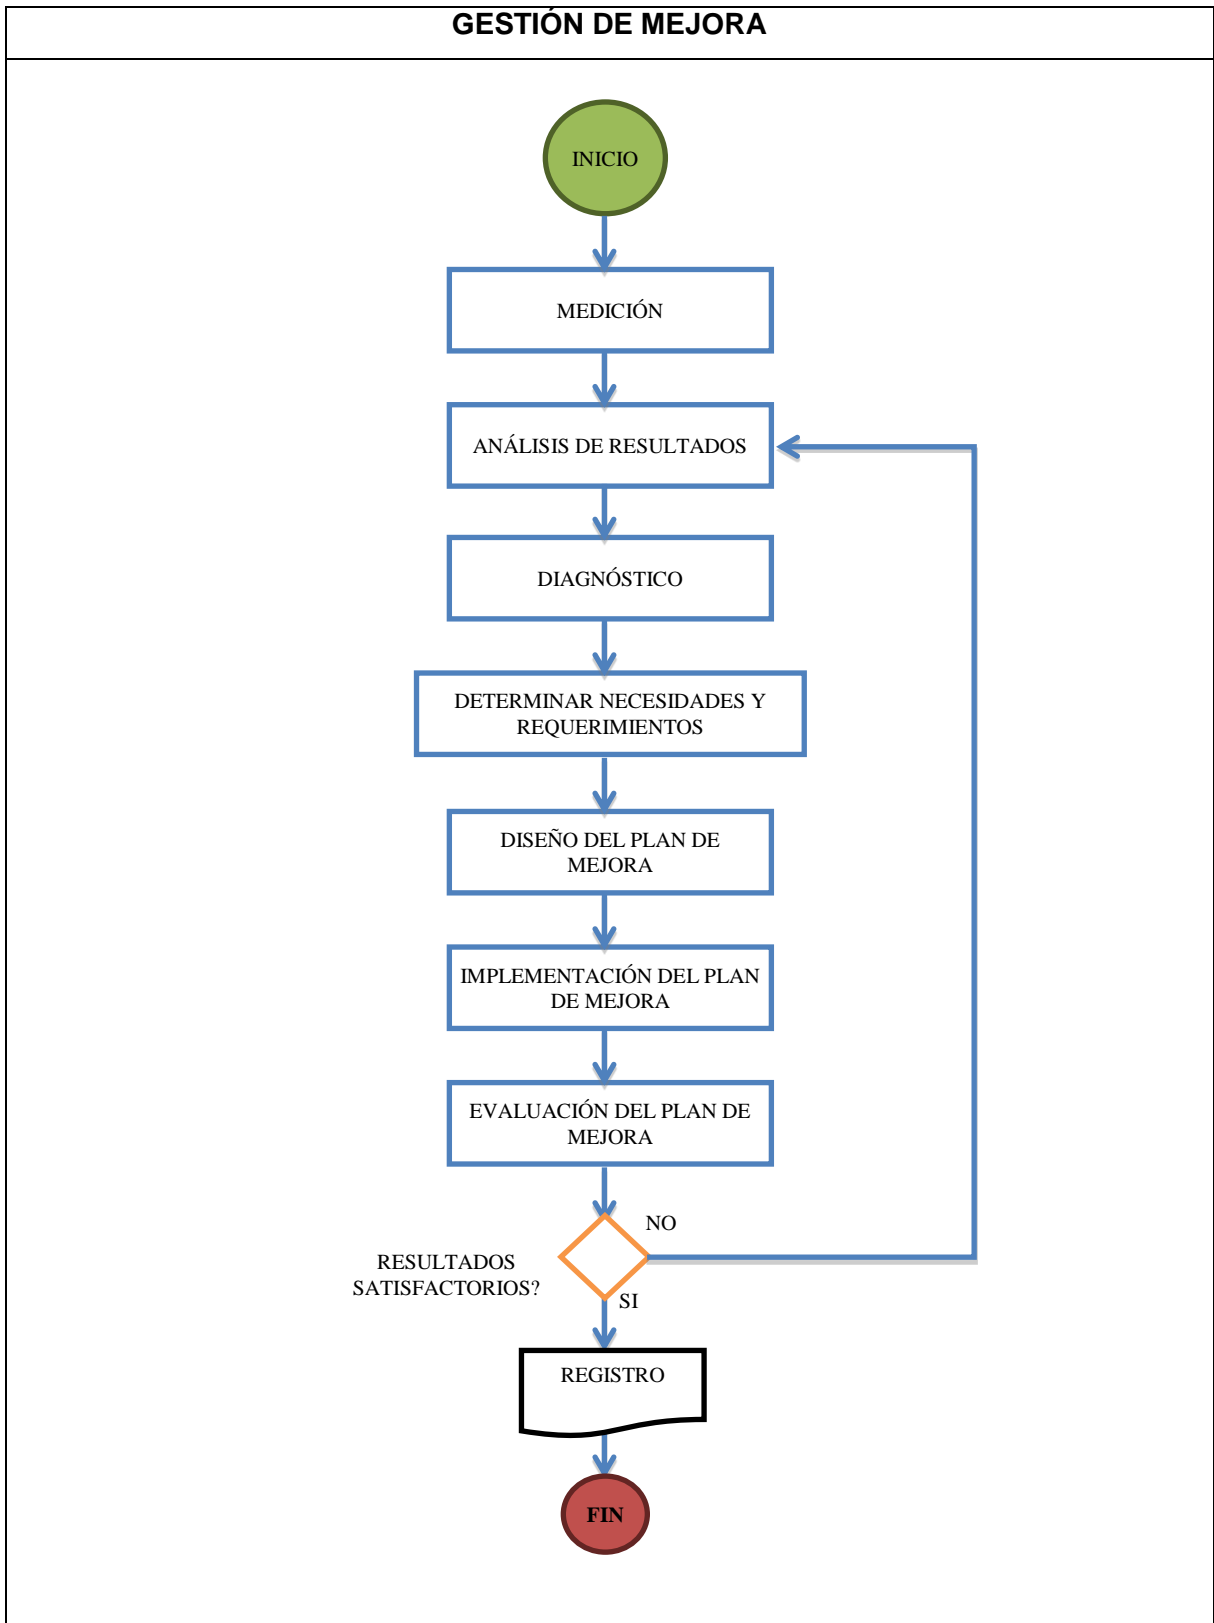 GESTIÓN DE MEJORA
INICIO
MEDICIÓN
ANÁLISIS DE RESULTADOS
DIAGNÓSTICO
DETERMINAR NECESIDADES Y
REQUERIMIENTOS
DISEÑO DEL PLAN DE
MEJORA
IMPLEMENTACIÓN DEL PLAN
DE MEJORA
EVALUACIÓN DEL PLAN DE
MEJORA
NO
RESULTADOS
SATISFACTORIOS?
SI
REGISTRO
FIN